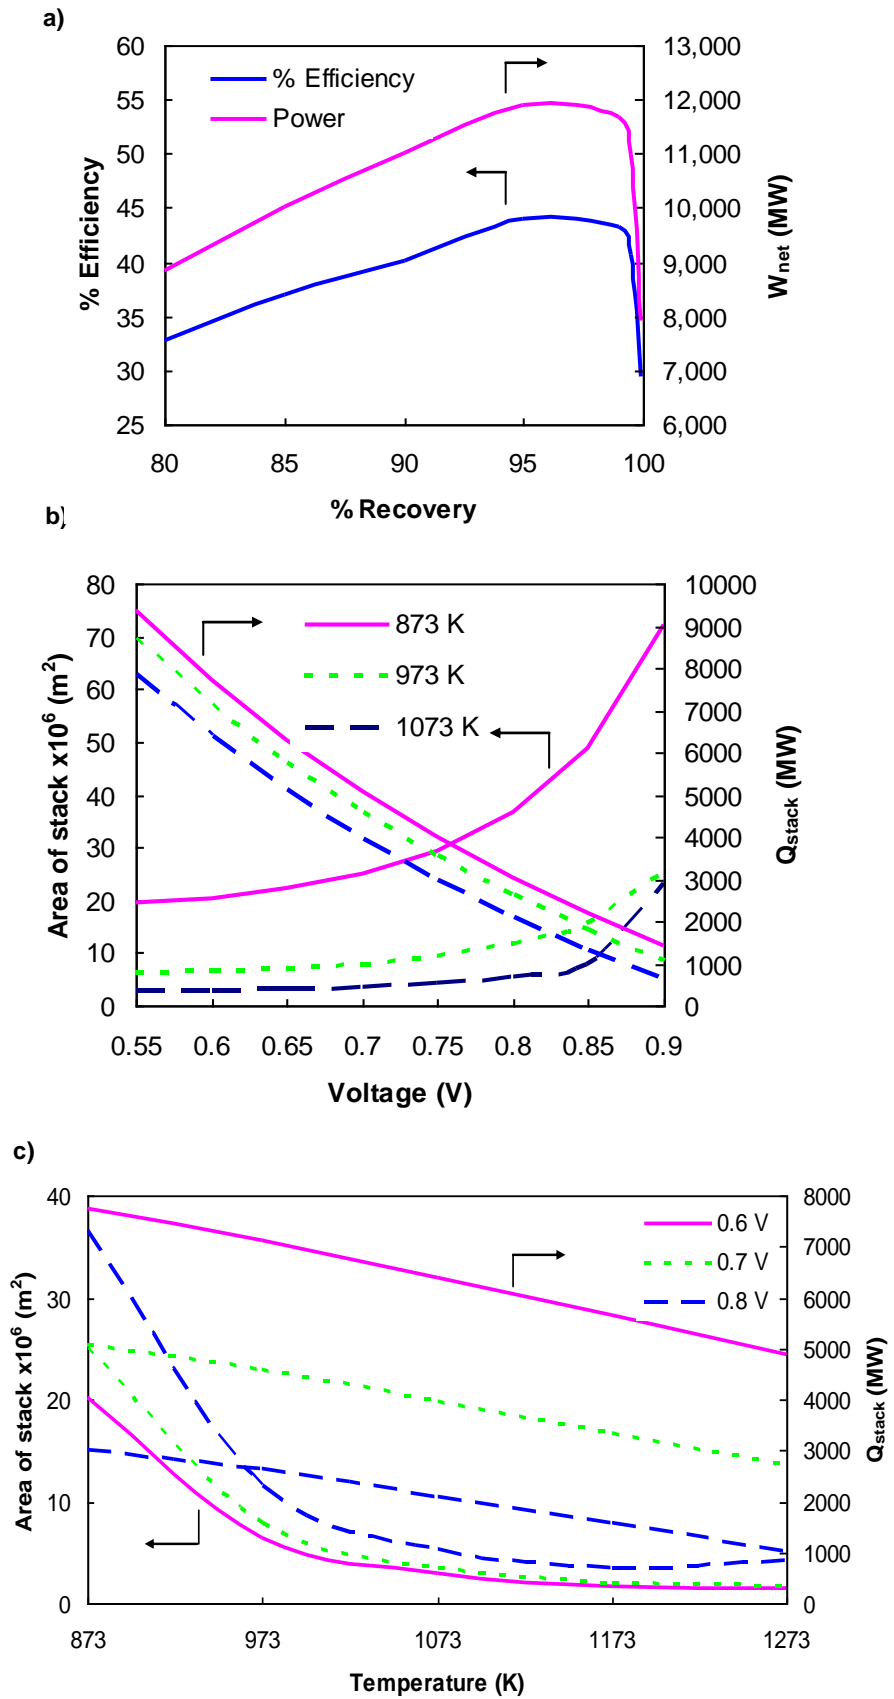 a)
60
55
50
45
40
35
30
25
% Efficiency
% Efficiency
Power
13,000
12,000
11,000
10,000
9,000
8,000
7,000
6,000
Wnet (MW)
80 85 90 95 100
% Recovery
b)
80
70
60
50
40
30
20
10
0
Area of stack x10⁶ (m²)
873 K
973 K
1073 K
10000
9000
8000
7000
6000
5000
4000
3000
2000
1000
0
Qstack (MW)
0.55 0.6 0.65 0.7 0.75 0.8 0.85 0.9
Voltage (V)
c)
40
30
20
10
0
Area of stack x10⁶ (m²)
0.6 V
0.7 V
0.8 V
8000
7000
6000
5000
4000
3000
2000
1000
0
Qstack (MW)
873 973 1073 1173 1273
Temperature (K)